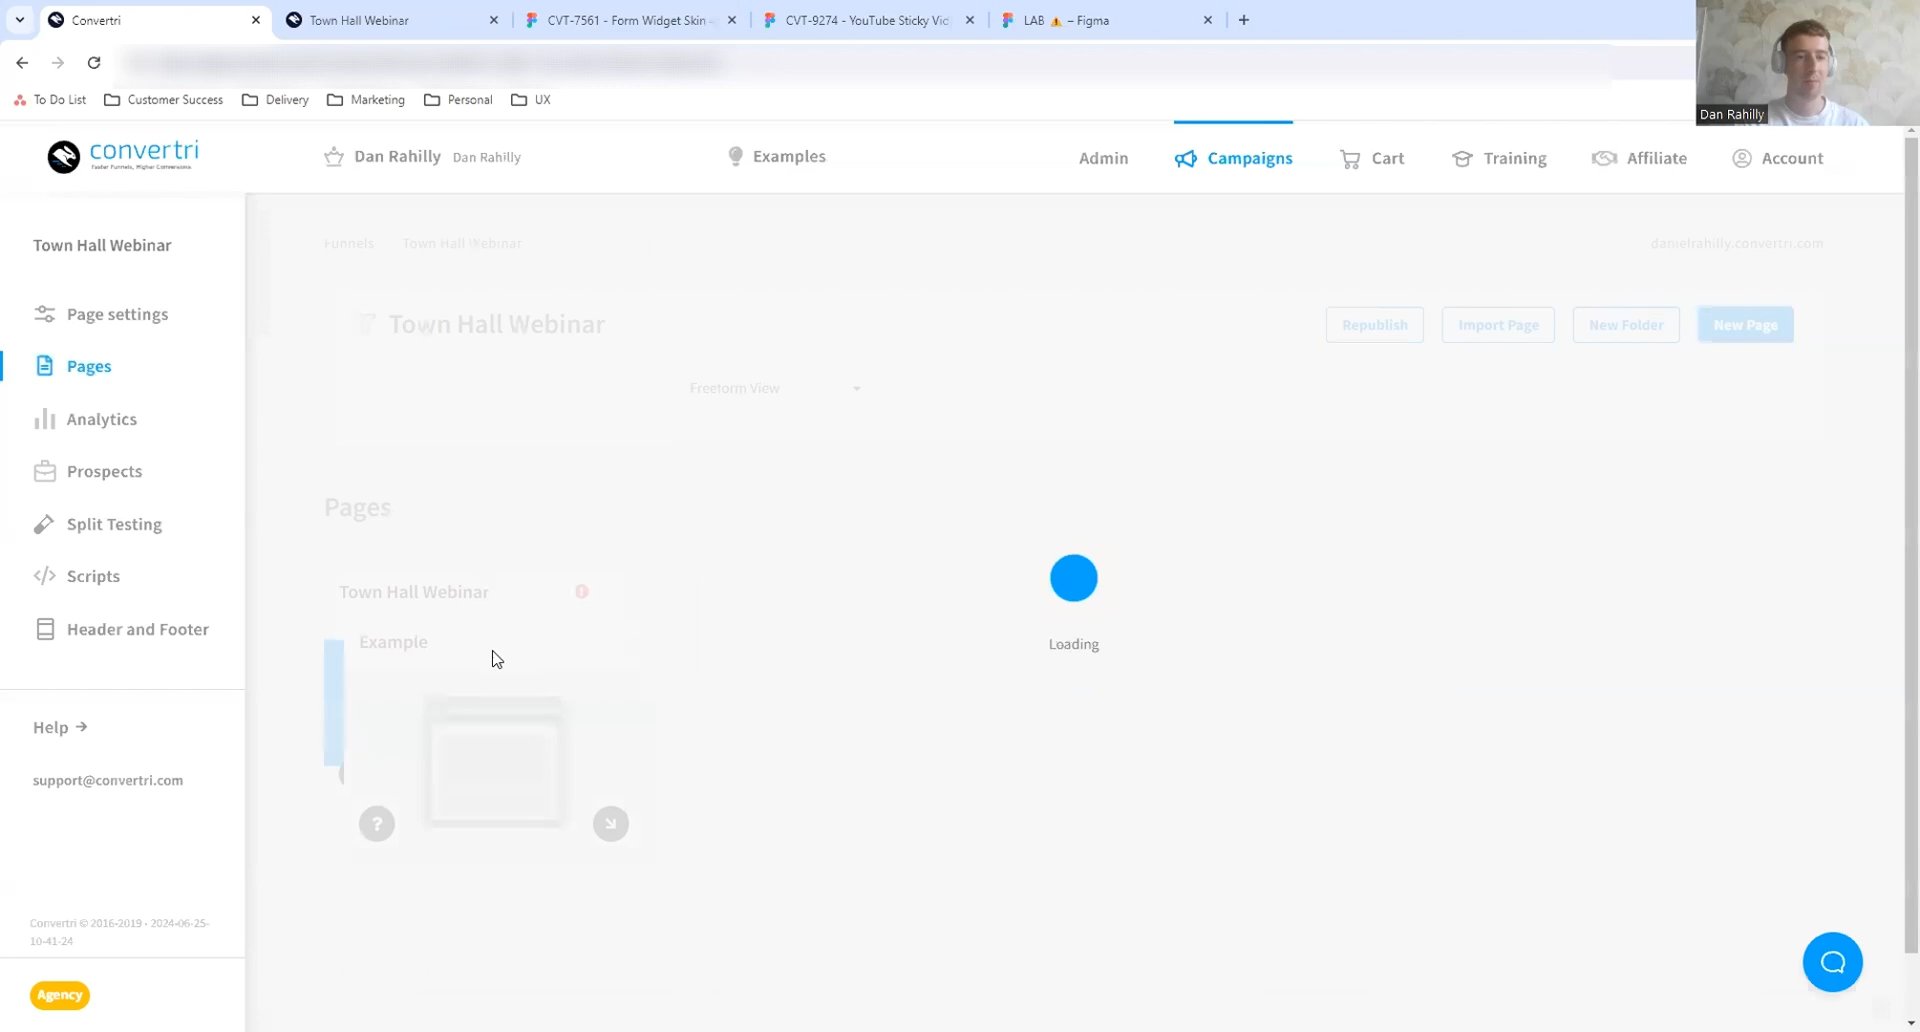 Convertri
Town Hall Webinar
CVT-7561 - Form Widget Skin
CVT-9274 - YouTube Sticky Vid
LAB ⚠ – Figma
To Do List
Customer Success
Delivery
Marketing
Personal
UX
Dan Rahilly
convertri
Faster Funnels, Higher Conversions.
Dan Rahilly Dan Rahilly
Examples
Admin
Campaigns
Cart
Training
Affiliate
Account
Town Hall Webinar
Page settings
Pages
Analytics
Prospects
Split Testing
Scripts
Header and Footer
Help →
support@convertri.com
Convertri © 2016-2019 - 2024-06-25-
10-41-24
Agency
Funnels
Town Hall Webinar
danielrahilly.convertri.com
Town Hall Webinar
Republish
Import Page
New Folder
New Page
Freeform View
Pages
Town Hall Webinar
Example
?
Loading